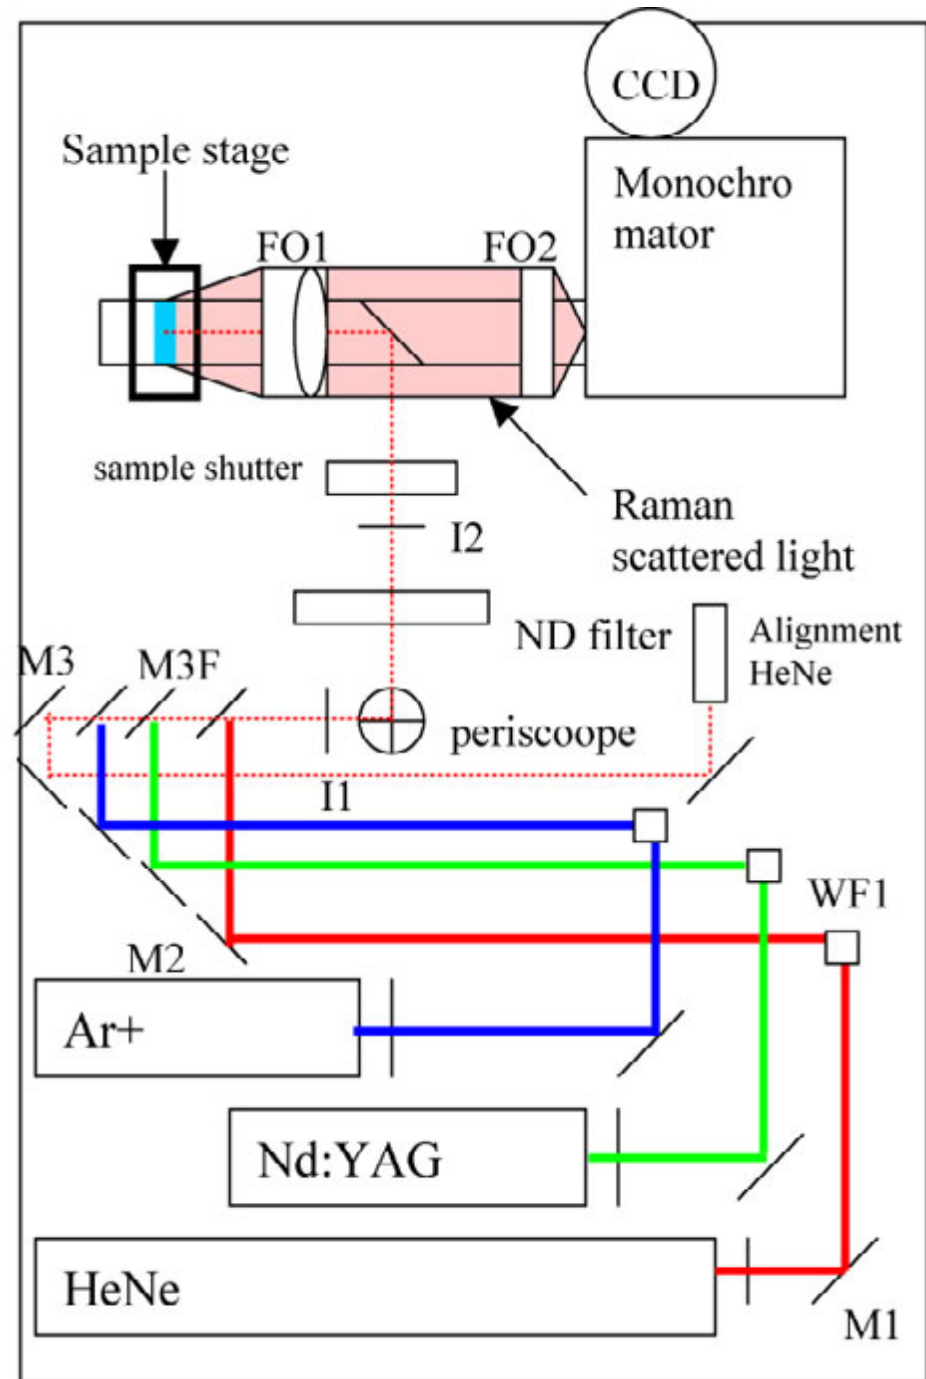 CCD
Sample stage
Monochro
mator
FO1
FO2
sample shutter
I2
Raman
scattered light
ND filter
Alignment
HeNe
M3
M3F
periscoope
I1
WF1
M2
Ar+
Nd:YAG
HeNe
M1